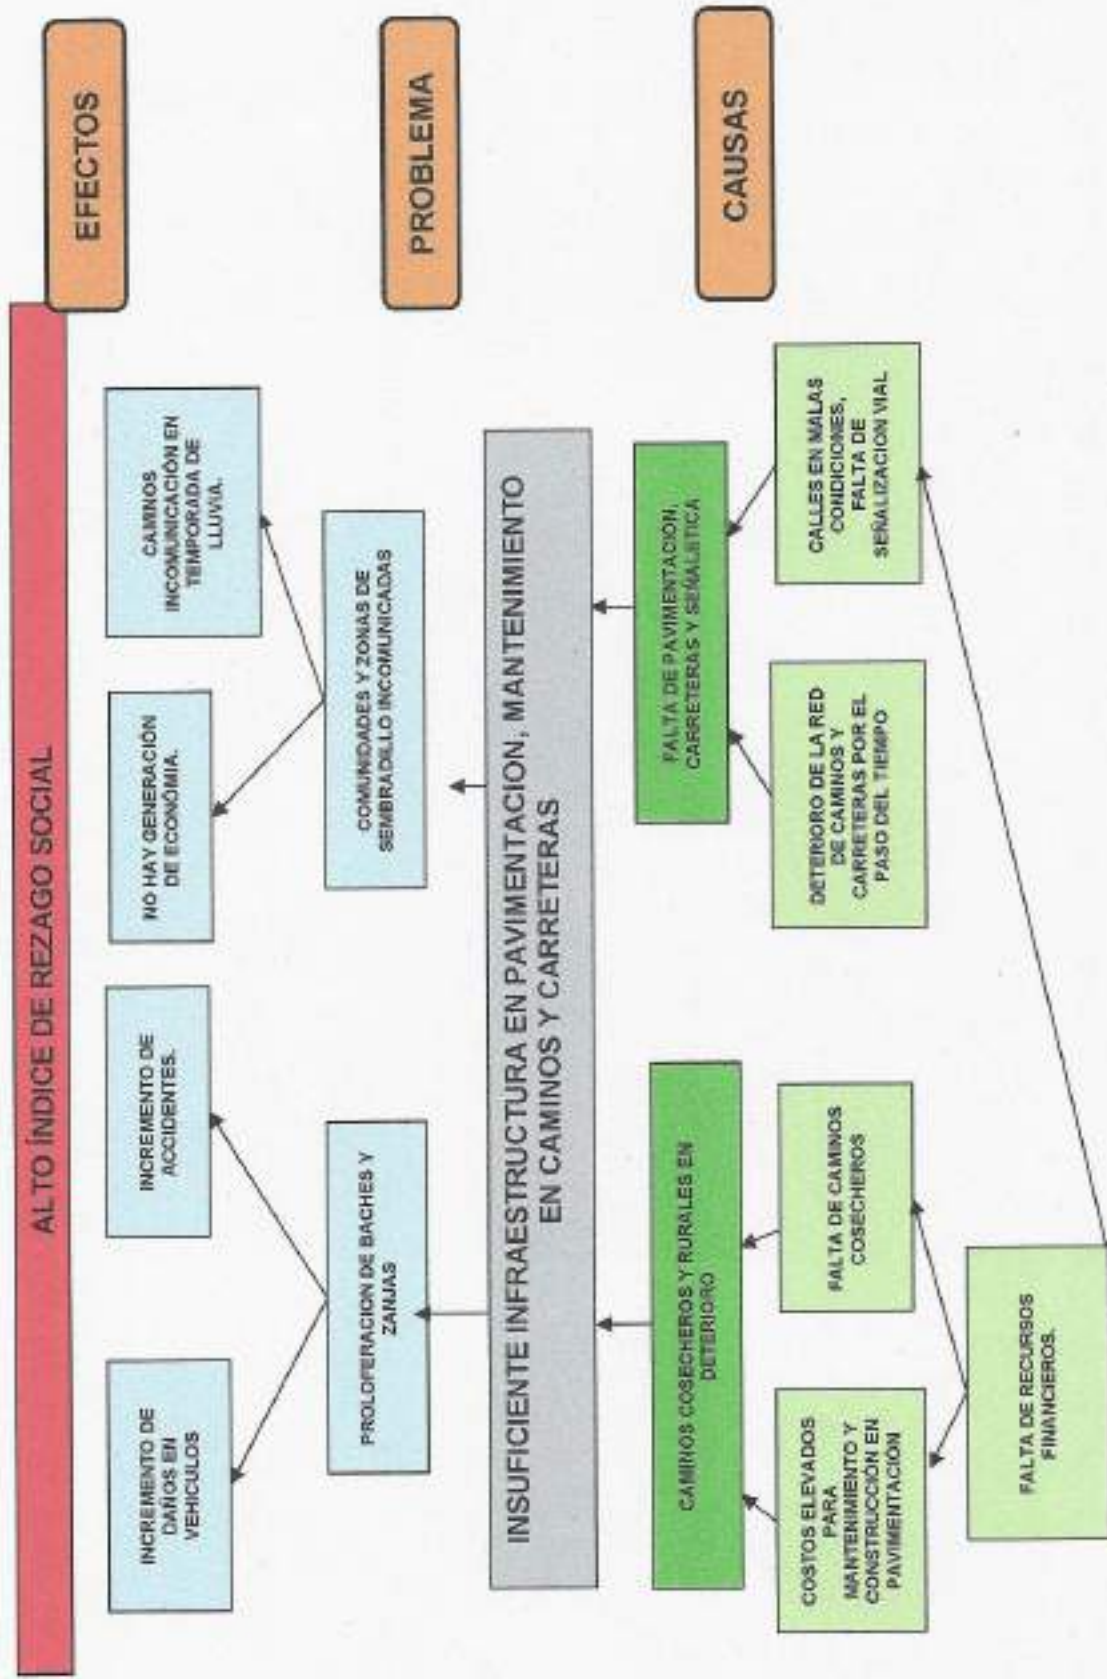 ALTO ÍNDICE DE REZAGO SOCIAL
EFECTOS
INCREMENTO DE
DAÑOS EN
VEHICULOS
INCREMENTO DE
ACCIDENTES.
NO HAY GENERACION
DE ECONÓMIA.
CAMINOS
INCOMUNICACIÓN EN
TEMPORADA DE
LLUVIA.
PROLOFERACION DE BACHES Y
ZANJAS
COMUNIDADES Y ZONAS DE
SEMBRADILLO INCOMUNICADAS
PROBLEMA
INSUFICIENTE INFRAESTRUCTURA EN PAVIMENTACION, MANTENIMIENTO
EN CAMINOS Y CARRETERAS
CAMINOS COSECHEROS Y RURALES EN
DETERIORO
FALTA DE PAVIMENTACION,
CARRETERAS Y SEÑALETICA
CAUSAS
COSTOS ELEVADOS
PARA
MANTENIMIENTO Y
CONSTRUCCIÓN EN
PAVIMENTACIÓN
FALTA DE CAMINOS
COSECHEROS
DETERIORO DE LA RED
DE CAMINOS Y
CARRETERAS POR EL
PASO DEL TIEMPO
CALLES EN MALAS
CONDICIONES,
FALTA DE
SEÑALIZACION VIAL
FALTA DE RECURSOS
FINANCIEROS.